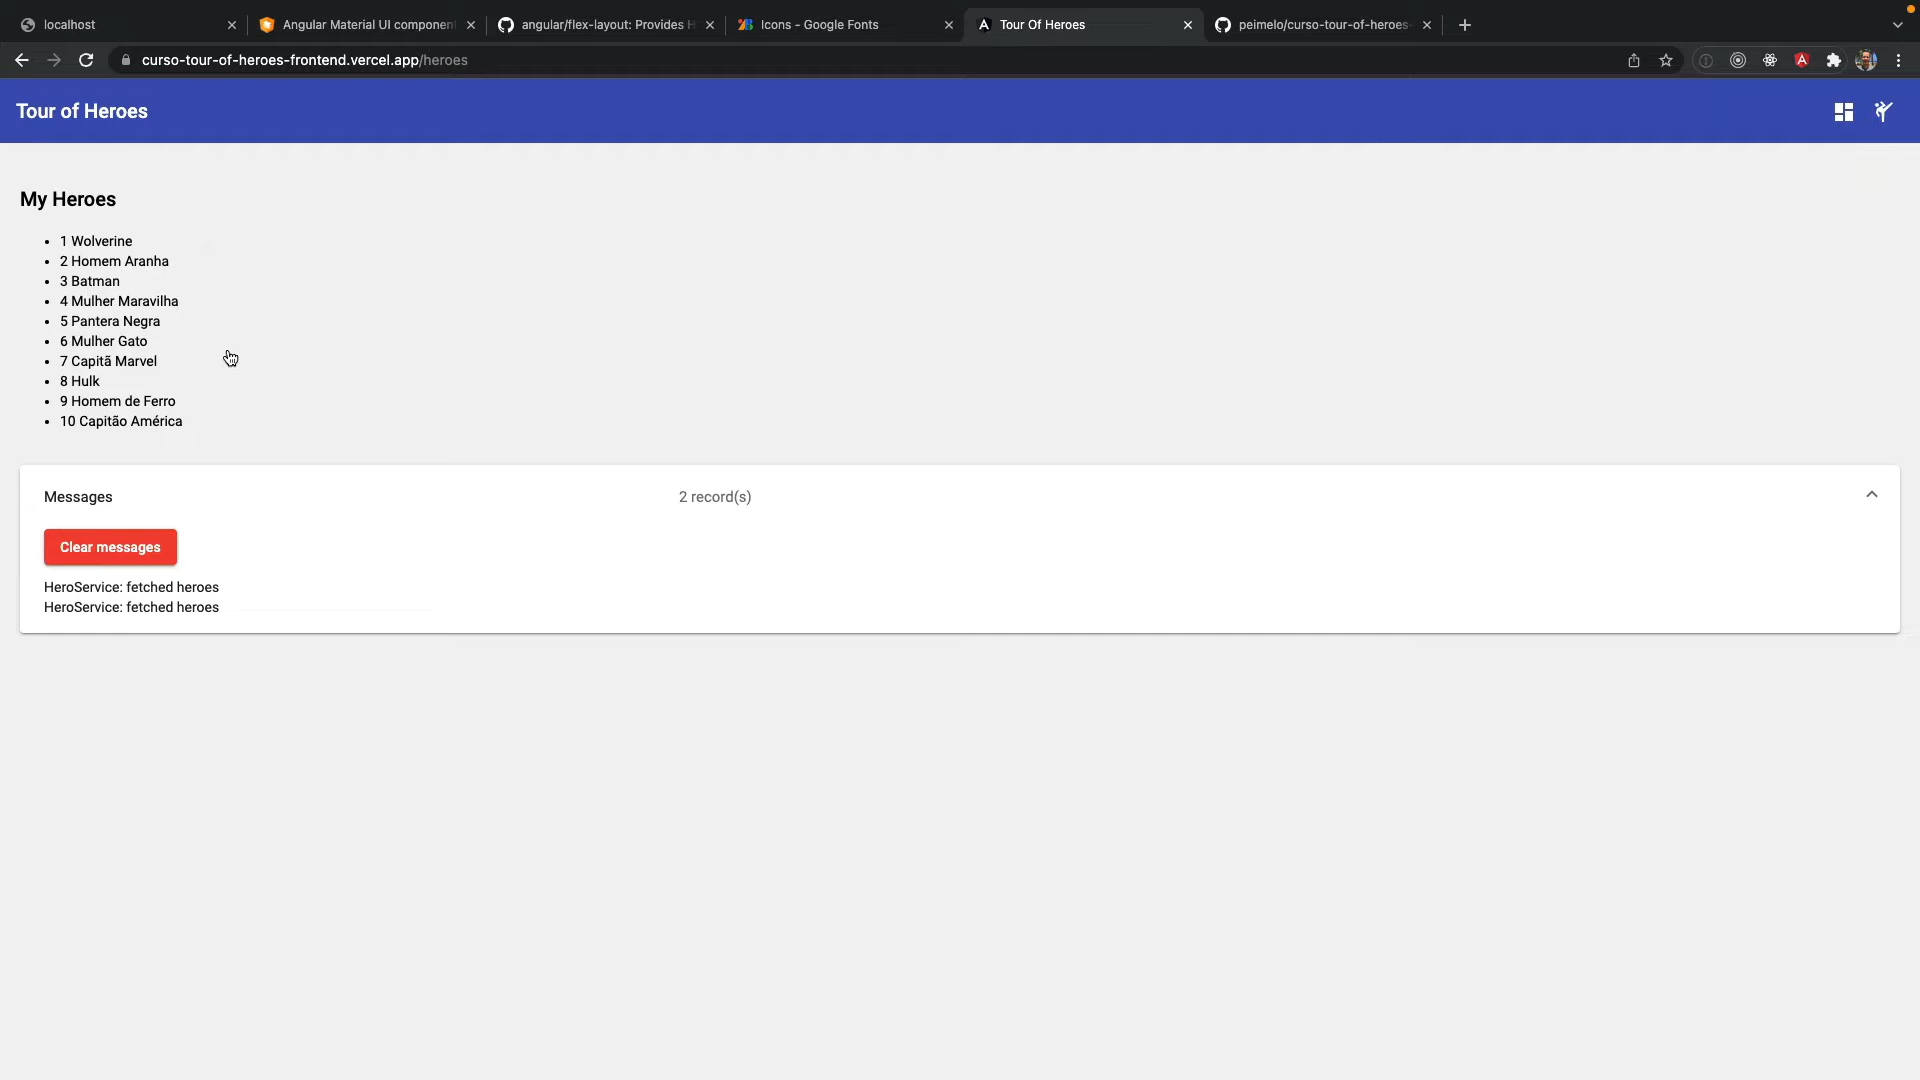 localhost
Angular Material UI componen
angular/flex-layout: Provides H
Icons - Google Fonts
Tour Of Heroes
peimelo/curso-tour-of-heroes-
curso-tour-of-heroes-frontend.vercel.app/heroes
Tour of Heroes
My Heroes
• 1 Wolverine
• 2 Homem Aranha
• 3 Batman
• 4 Mulher Maravilha
• 5 Pantera Negra
• 6 Mulher Gato
• 7 Capitã Marvel
• 8 Hulk
• 9 Homem de Ferro
• 10 Capitão América
Messages 2 record(s)
Clear messages
HeroService: fetched heroes
HeroService: fetched heroes